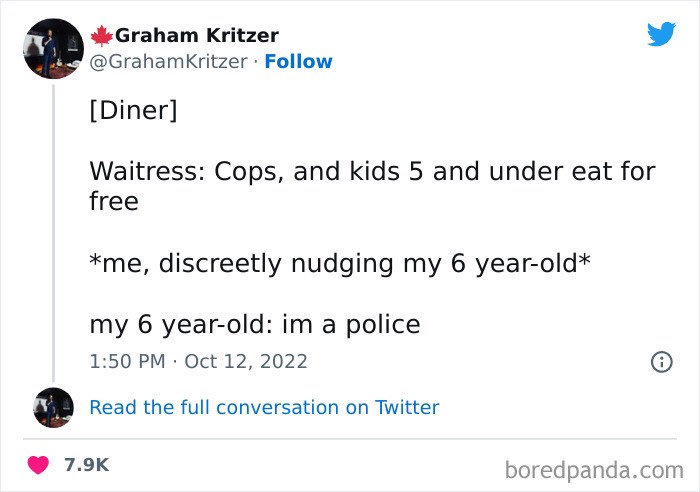 Graham Kritzer
@GrahamKritzer · Follow
[Diner]
Waitress: Cops, and kids 5 and under eat for
free
*me, discreetly nudging my 6 year-old*
my 6 year-old: im a police
1:50 PM · Oct 12, 2022
Read the full conversation on Twitter
7.9K
boredpanda.com